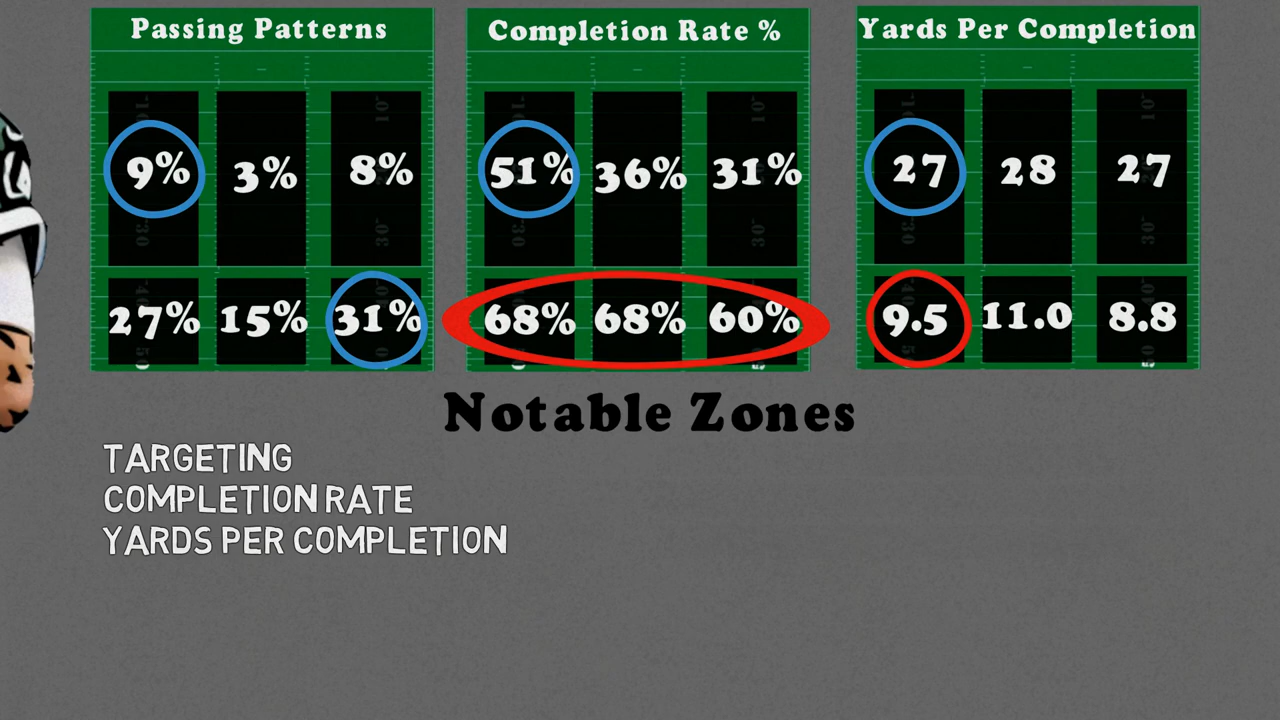 Passing Patterns
9% 3% 8%
27% 15% 31%
Completion Rate %
51% 36% 31%
68% 68% 60%
Yards Per Completion
27 28 27
9.5 11.0 8.8
Notable Zones
TARGETING
COMPLETION RATE
YARDS PER COMPLETION